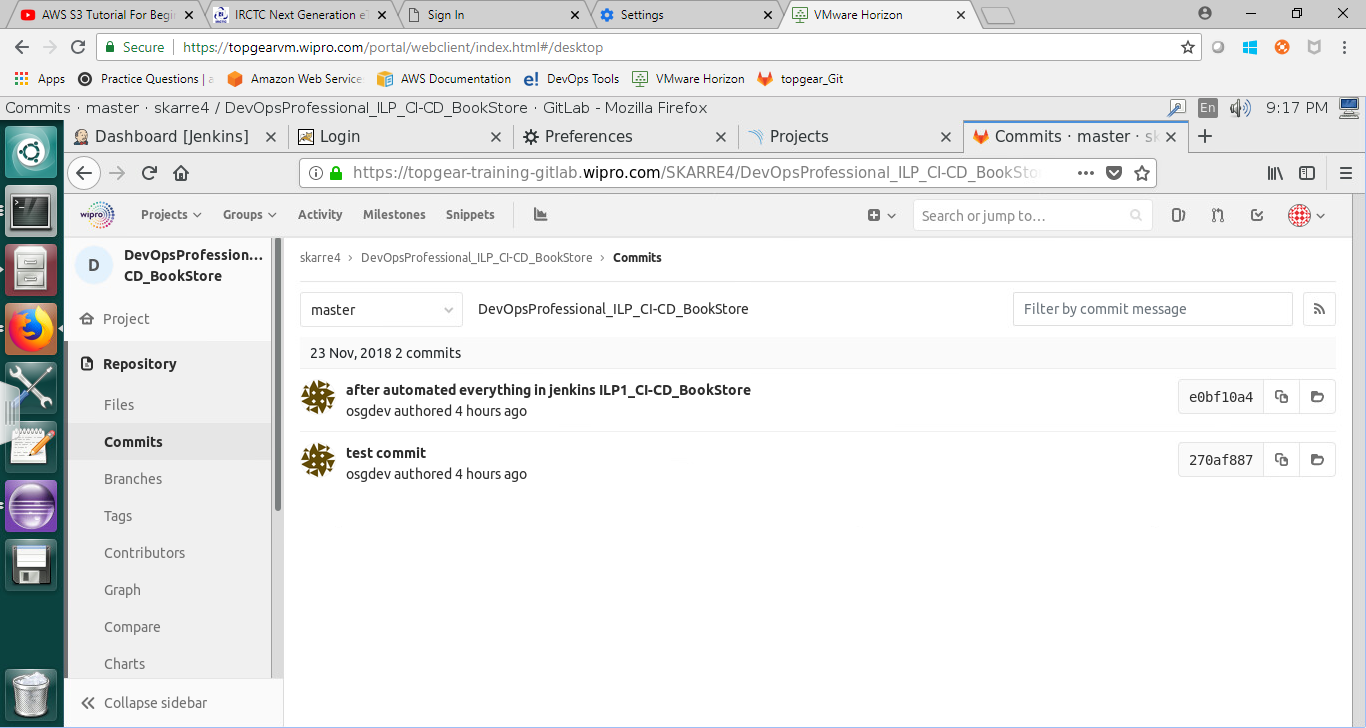 AWS S3 Tutorial For Begin
IRCTC Next Generation eT
Sign In
Settings
VMware Horizon
Secure
https://topgearvm.wipro.com/portal/webclient/index.html#/desktop
Apps
Practice Questions | a
Amazon Web Service
AWS Documentation
e! DevOps Tools
VMware Horizon
topgear_Git
Commits · master · skarre4 / DevOpsProfessional_ILP_CI-CD_BookStore · GitLab - Mozilla Firefox
En
9:17 PM
Dashboard [Jenkins]
Login
Preferences
Projects
Commits · master · sk
https://topgear-training-gitlab.wipro.com/SKARRE4/DevOpsProfessional_ILP_CI-CD_BookSto
wipro
Projects
Groups
Activity
Milestones
Snippets
Search or jump to…
D
DevOpsProfession…
CD_BookStore
Project
Repository
Files
Commits
Branches
Tags
Contributors
Graph
Compare
Charts
Collapse sidebar
skarre4 › DevOpsProfessional_ILP_CI-CD_BookStore › Commits
master
DevOpsProfessional_ILP_CI-CD_BookStore
Filter by commit message
23 Nov, 2018 2 commits
after automated everything in jenkins ILP1_CI-CD_BookStore
osgdev authored 4 hours ago
e0bf10a4
test commit
osgdev authored 4 hours ago
270af887